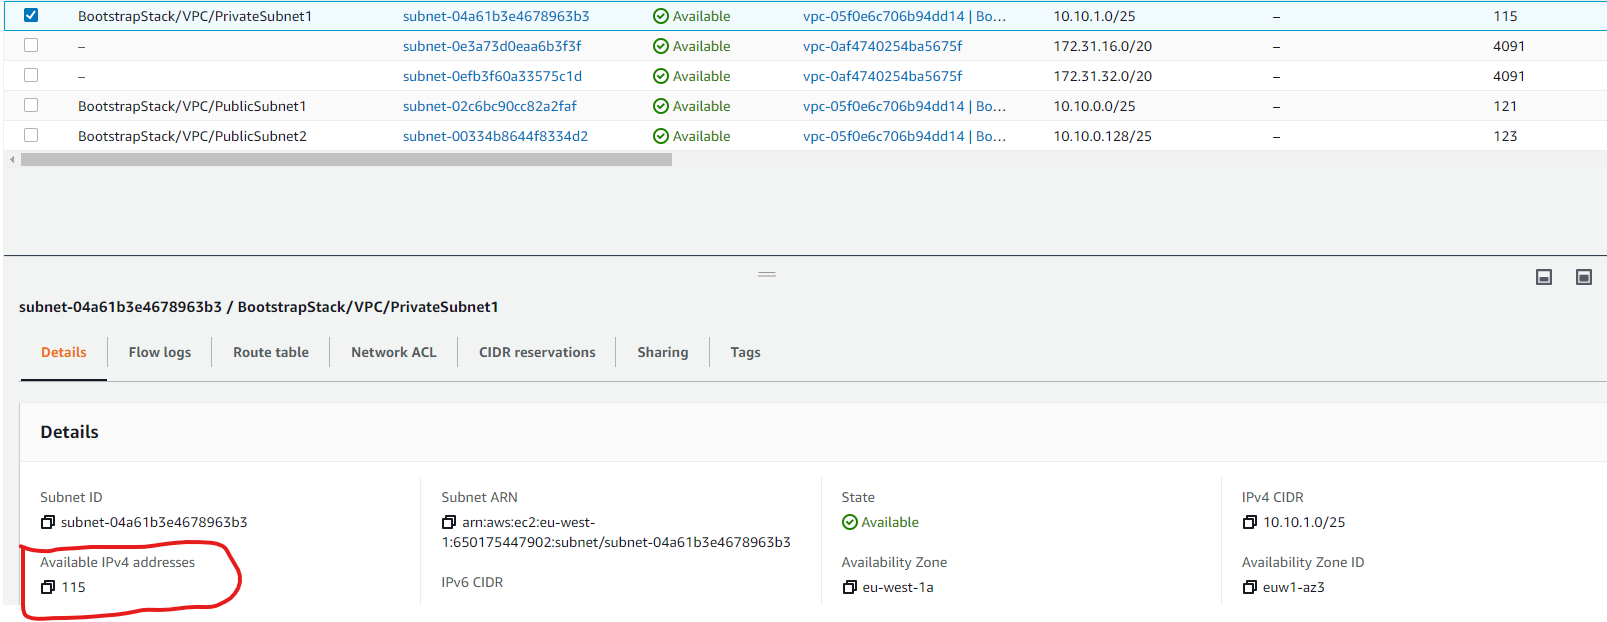 BootstrapStack/VPC/PrivateSubnet1 subnet-04a61b3e4678963b3 Available vpc-05f0e6c706b94dd14 | Bo… 10.10.1.0/25 – 115
– subnet-0e3a73d0eaa6b3f3f Available vpc-0af4740254ba5675f 172.31.16.0/20 – 4091
– subnet-0efb3f60a33575c1d Available vpc-0af4740254ba5675f 172.31.32.0/20 – 4091
BootstrapStack/VPC/PublicSubnet1 subnet-02c6bc90cc82a2faf Available vpc-05f0e6c706b94dd14 | Bo… 10.10.0.0/25 – 121
BootstrapStack/VPC/PublicSubnet2 subnet-00334b8644f8334d2 Available vpc-05f0e6c706b94dd14 | Bo… 10.10.0.128/25 – 123
subnet-04a61b3e4678963b3 / BootstrapStack/VPC/PrivateSubnet1
Details Flow logs Route table Network ACL CIDR reservations Sharing Tags
Details
Subnet ID
subnet-04a61b3e4678963b3
Available IPv4 addresses
115
Subnet ARN
arn:aws:ec2:eu-west-
1:650175447902:subnet/subnet-04a61b3e4678963b3
IPv6 CIDR
State
Available
Availability Zone
eu-west-1a
IPv4 CIDR
10.10.1.0/25
Availability Zone ID
euw1-az3